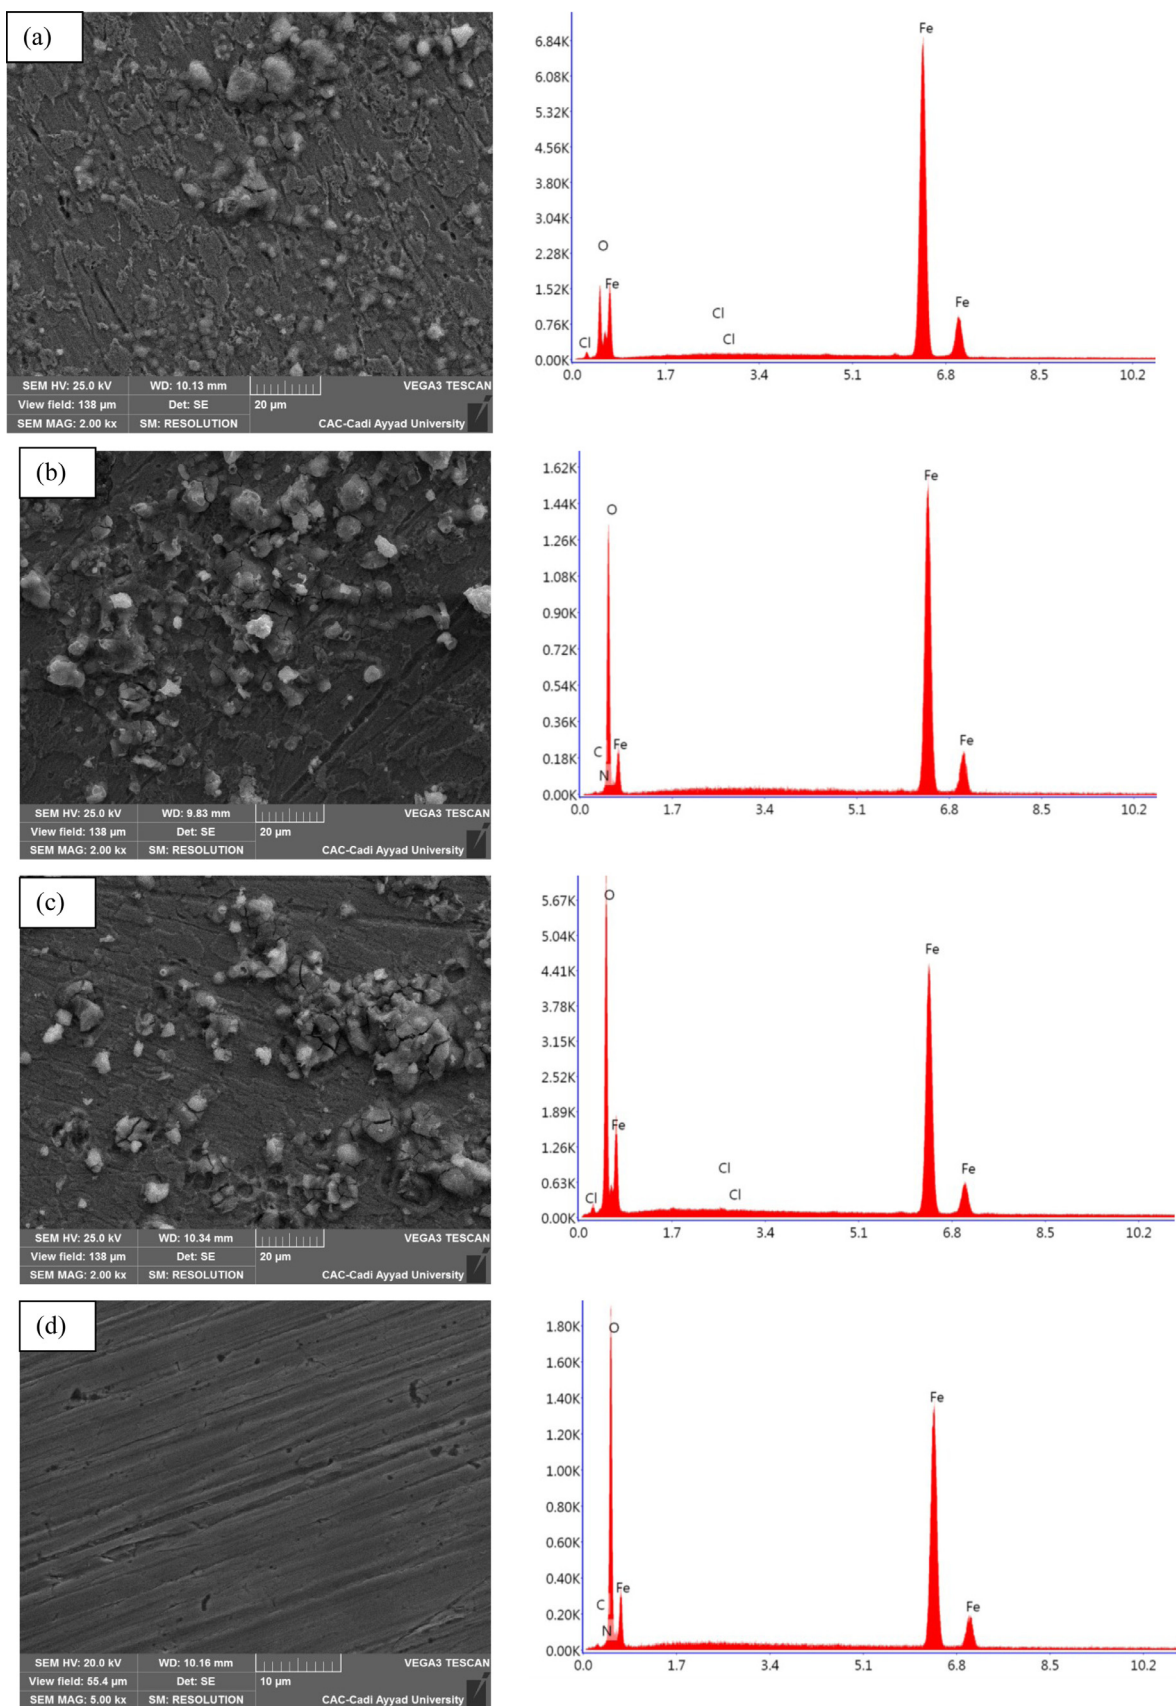 (a)
SEM HV: 25.0 kV WD: 10.13 mm VEGA3 TESCAN
View field: 138 µm Det: SE 20 µm
SEM MAG: 2.00 kx SM: RESOLUTION CAC-Cadi Ayyad University
Fe
6.84K
6.08K
5.32K
4.56K
3.80K
3.04K
2.28K
1.52K
0.76K
0.00K
O
Fe
Cl
Cl
Cl
Fe
0.0 1.7 3.4 5.1 6.8 8.5 10.2
(b)
SEM HV: 25.0 kV WD: 9.83 mm VEGA3 TESCAN
View field: 138 µm Det: SE 20 µm
SEM MAG: 2.00 kx SM: RESOLUTION CAC-Cadi Ayyad University
1.62K
1.44K
1.26K
1.08K
0.90K
0.72K
0.54K
0.36K
0.18K
0.00K
O
Fe
C
N
Fe
Fe
0.0 1.7 3.4 5.1 6.8 8.5 10.2
(c)
SEM HV: 25.0 kV WD: 10.34 mm VEGA3 TESCAN
View field: 138 µm Det: SE 20 µm
SEM MAG: 2.00 kx SM: RESOLUTION CAC-Cadi Ayyad University
5.67K
5.04K
4.41K
3.78K
3.15K
2.52K
1.89K
1.26K
0.63K
0.00K
O
Fe
Fe
Cl
Cl
Cl
Fe
0.0 1.7 3.4 5.1 6.8 8.5 10.2
(d)
SEM HV: 20.0 kV WD: 10.16 mm VEGA3 TESCAN
View field: 55.4 µm Det: SE 10 µm
SEM MAG: 5.00 kx SM: RESOLUTION CAC-Cadi Ayyad University
1.80K
1.60K
1.40K
1.20K
1.00K
0.80K
0.60K
0.40K
0.20K
0.00K
O
Fe
C
N
Fe
Fe
0.0 1.7 3.4 5.1 6.8 8.5 10.2